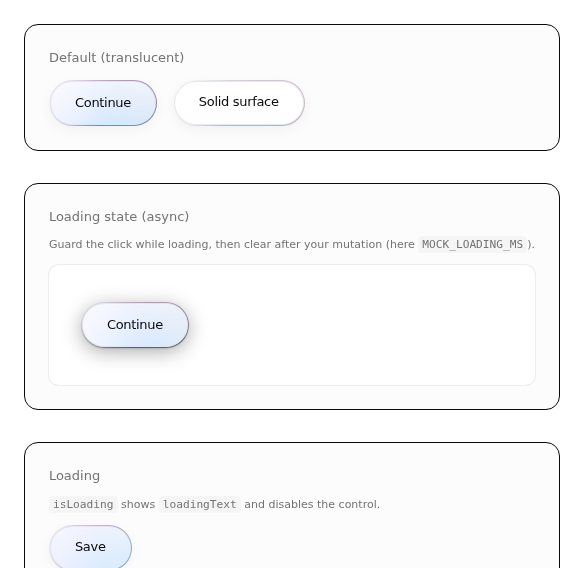 Default (translucent)
Continue Solid surface
Loading state (async)
Guard the click while loading, then clear after your mutation (here MOCK_LOADING_MS ).
Continue
Loading
isLoading shows loadingText and disables the control.
Save